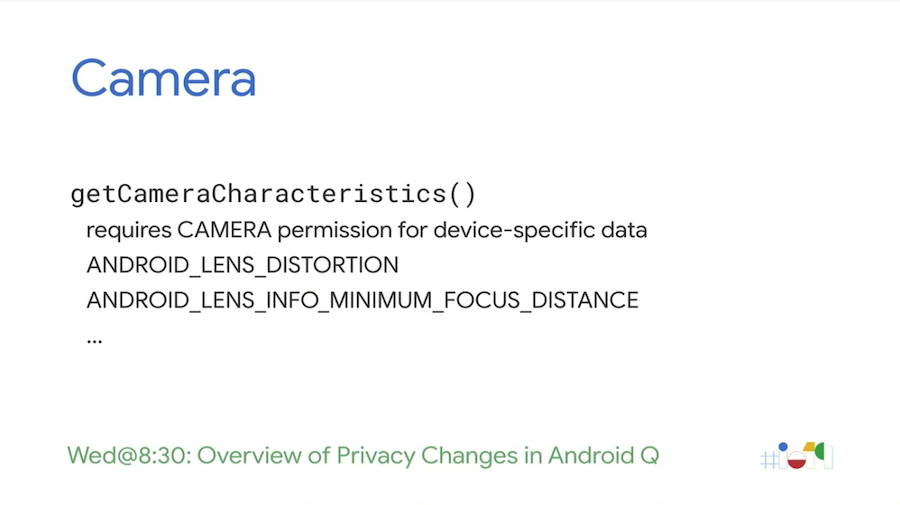 Camera
getCameraCharacteristics()
requires CAMERA permission for device-specific data
ANDROID_LENS_DISTORTION
ANDROID_LENS_INFO_MINIMUM_FOCUS_DISTANCE
...
Wed@8:30: Overview of Privacy Changes in Android Q
#io19